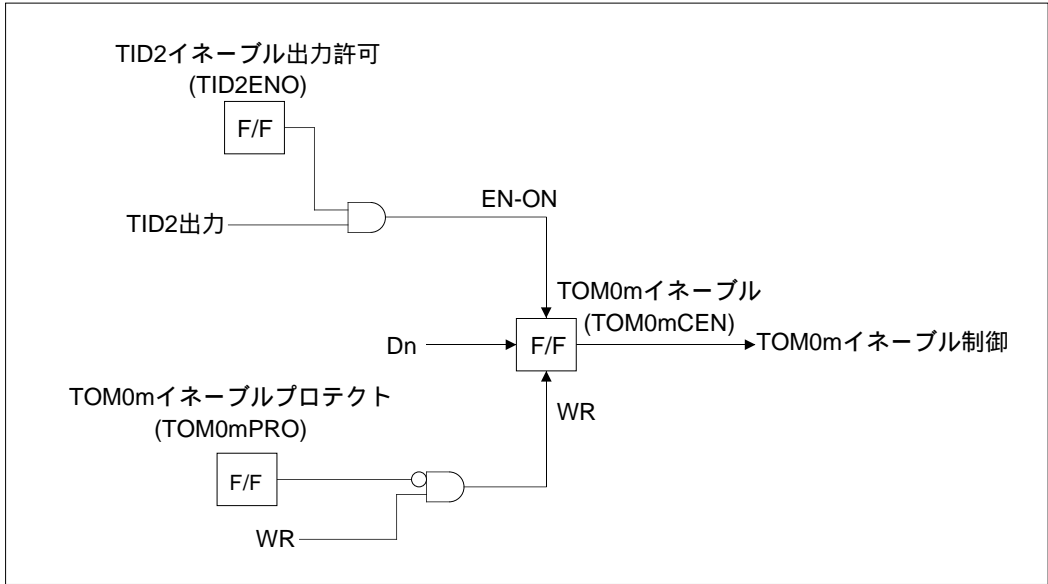 TID2イネーブル出力許可
(TID2ENO)
F/F
TID2出力
EN-ON
TOM0mイネーブル
(TOM0mCEN)
Dn
F/F
TOM0mイネーブル制御
WR
TOM0mイネーブルプロテクト
(TOM0mPRO)
F/F
WR